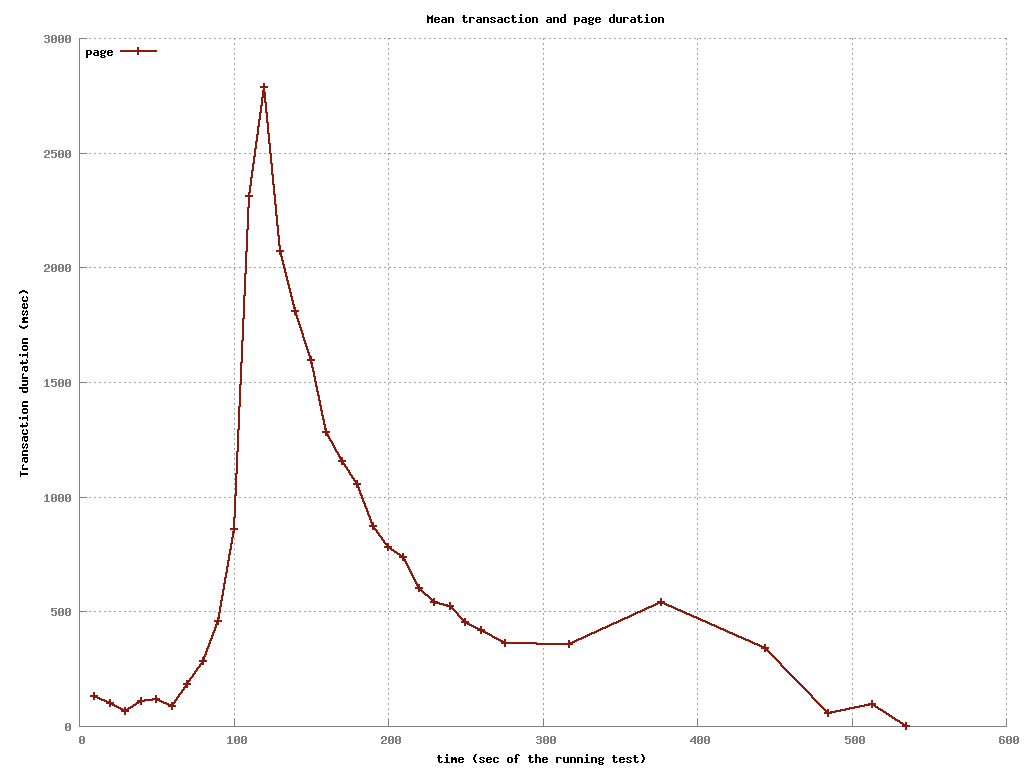 Mean transaction and page duration
page
3000
2500
2000
1500
1000
500
0
Transaction duration (msec)
0 100 200 300 400 500 600
time (sec of the running test)